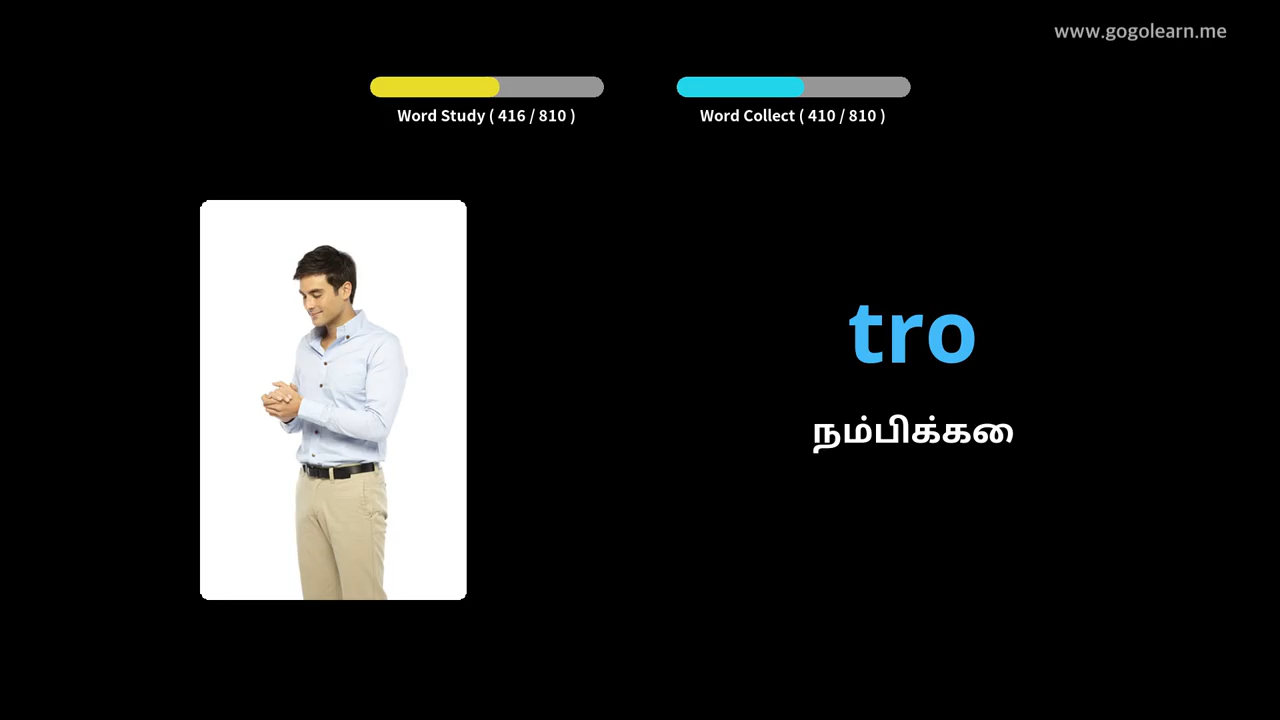 www.gogolearn.me
Word Study ( 416 / 810 )
Word Collect ( 410 / 810 )
tro
நம்பிக்கை